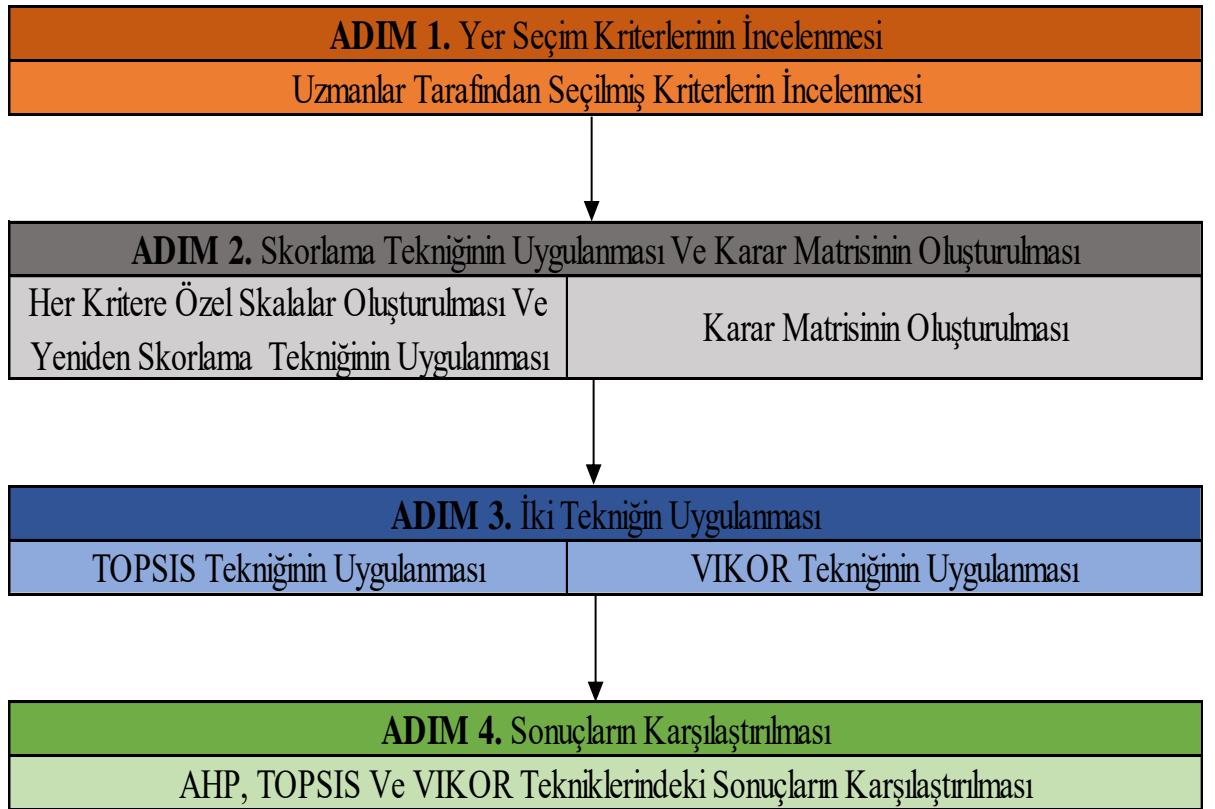 ADIM 1. Yer Seçim Kriterlerinin İncelenmesi
Uzmanlar Tarafından Seçilmiş Kriterlerin İncelenmesi
ADIM 2. Skorlama Tekniğinin Uygulanması Ve Karar Matrisinin Oluşturulması
Her Kritere Özel Skalalar Oluşturulması Ve
Yeniden Skorlama Tekniğinin Uygulanması
Karar Matrisinin Oluşturulması
ADIM 3. İki Tekniğin Uygulanması
TOPSIS Tekniğinin Uygulanması
VIKOR Tekniğinin Uygulanması
ADIM 4. Sonuçların Karşılaştırılması
AHP, TOPSIS Ve VIKOR Tekniklerindeki Sonuçların Karşılaştırılması